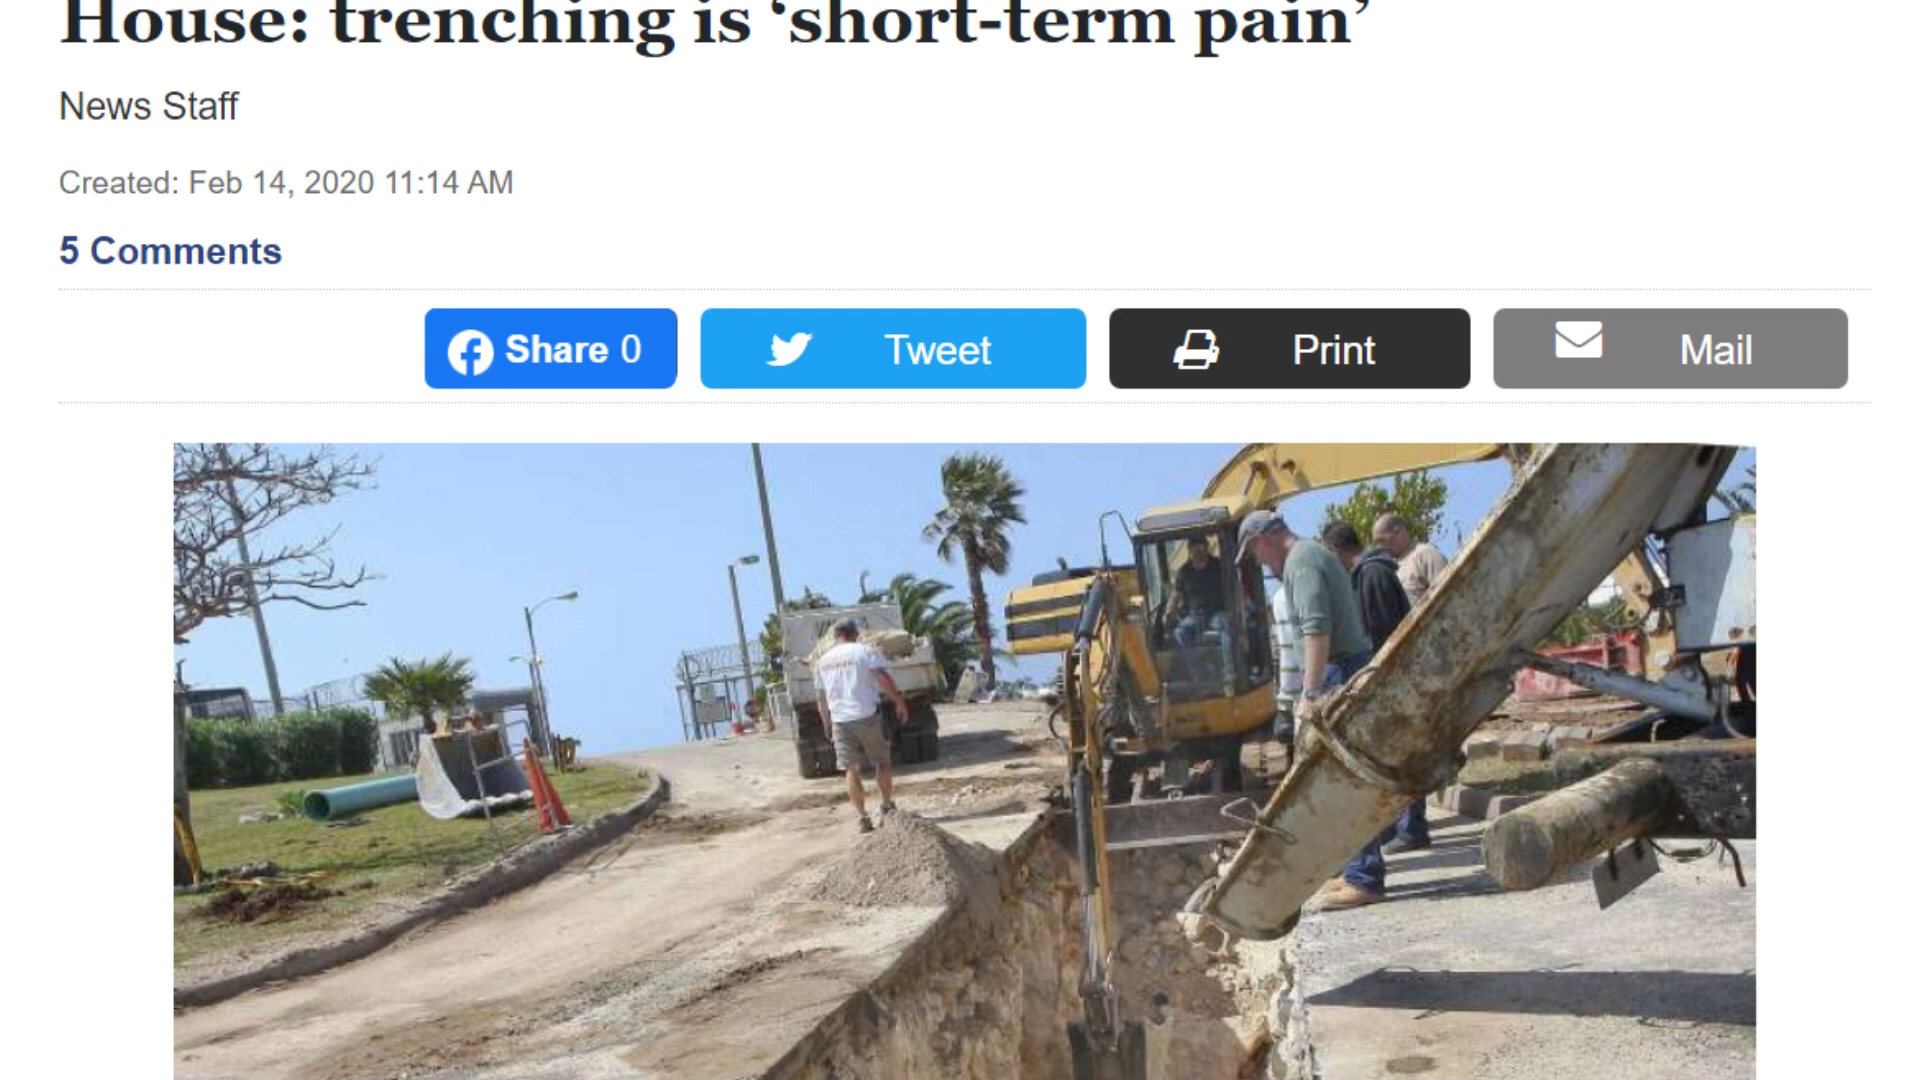 House: trenching is ‘short-term pain’
News Staff
Created: Feb 14, 2020 11:14 AM
5 Comments
Share 0
Tweet
Print
Mail